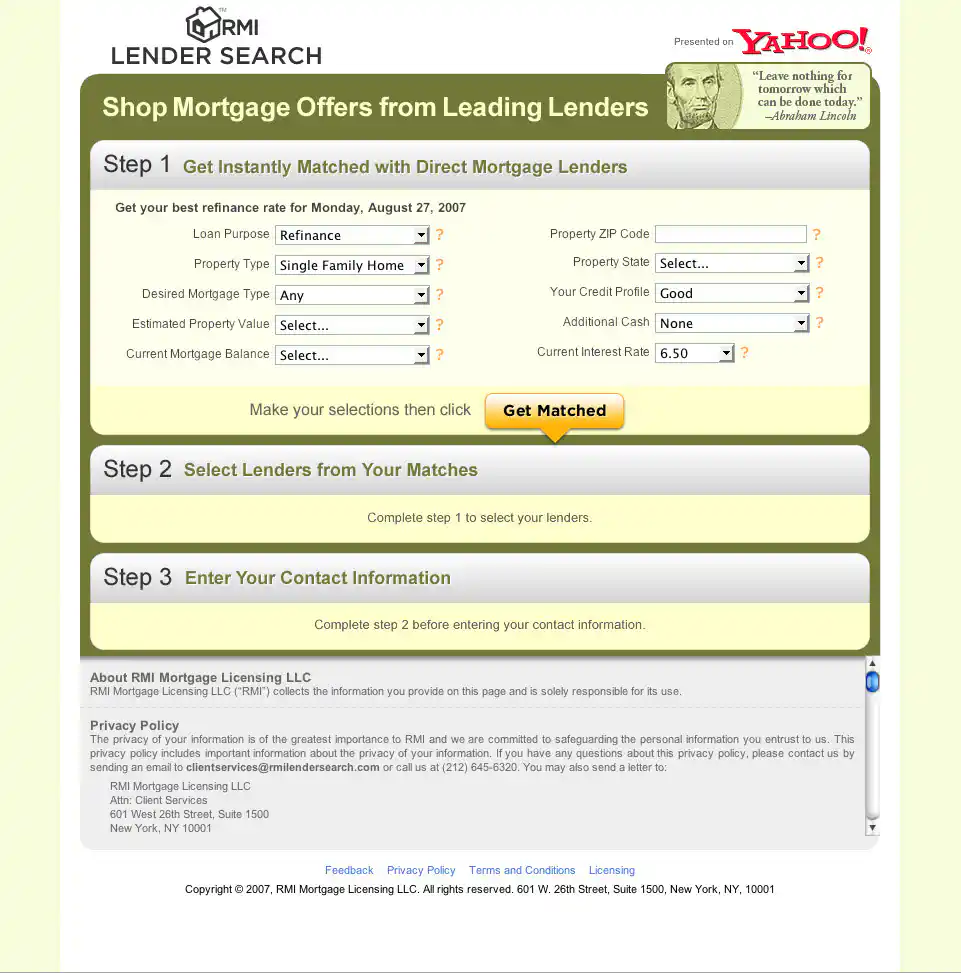 RMI™
LENDER SEARCH
Presented on YAHOO!®
Shop Mortgage Offers from Leading Lenders
“Leave nothing for
tomorrow which
can be done today.”
–Abraham Lincoln
Step 1 Get Instantly Matched with Direct Mortgage Lenders
Get your best refinance rate for Monday, August 27, 2007
Loan Purpose Refinance ?
Property Type Single Family Home ?
Desired Mortgage Type Any ?
Estimated Property Value Select... ?
Current Mortgage Balance Select... ?
Property ZIP Code ?
Property State Select... ?
Your Credit Profile Good ?
Additional Cash None ?
Current Interest Rate 6.50 ?
Make your selections then click Get Matched
Step 2 Select Lenders from Your Matches
Complete step 1 to select your lenders.
Step 3 Enter Your Contact Information
Complete step 2 before entering your contact information.
About RMI Mortgage Licensing LLC
RMI Mortgage Licensing LLC (“RMI”) collects the information you provide on this page and is solely responsible for its use.
Privacy Policy
The privacy of your information is of the greatest importance to RMI and we are committed to safeguarding the personal information you entrust to us. This
privacy policy includes important information about the privacy of your information. If you have any questions about this privacy policy, please contact us by
sending an email to clientservices@rmilendersearch.com or call us at (212) 645-6320. You may also send a letter to:
RMI Mortgage Licensing LLC
Attn: Client Services
601 West 26th Street, Suite 1500
New York, NY 10001
Feedback Privacy Policy Terms and Conditions Licensing
Copyright © 2007, RMI Mortgage Licensing LLC. All rights reserved. 601 W. 26th Street, Suite 1500, New York, NY, 10001